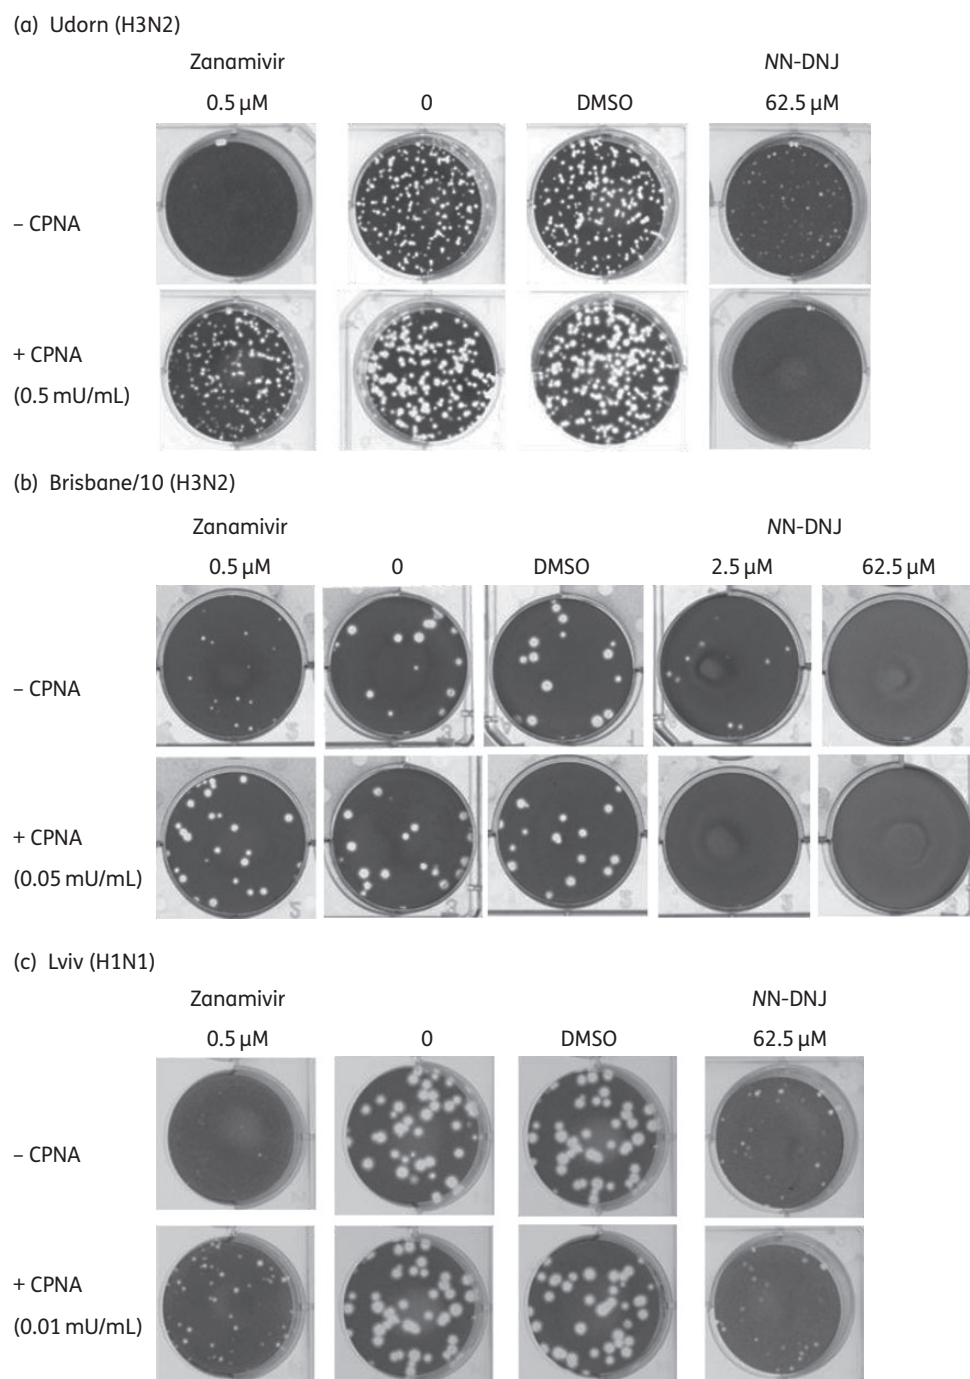 (a) Udorn (H3N2)
Zanamivir NN-DNJ
0.5 µM 0 DMSO 62.5 µM
– CPNA
+ CPNA
(0.5 mU/mL)
(b) Brisbane/10 (H3N2)
Zanamivir NN-DNJ
0.5 µM 0 DMSO 2.5 µM 62.5 µM
– CPNA
+ CPNA
(0.05 mU/mL)
(c) Lviv (H1N1)
Zanamivir NN-DNJ
0.5 µM 0 DMSO 62.5 µM
– CPNA
+ CPNA
(0.01 mU/mL)